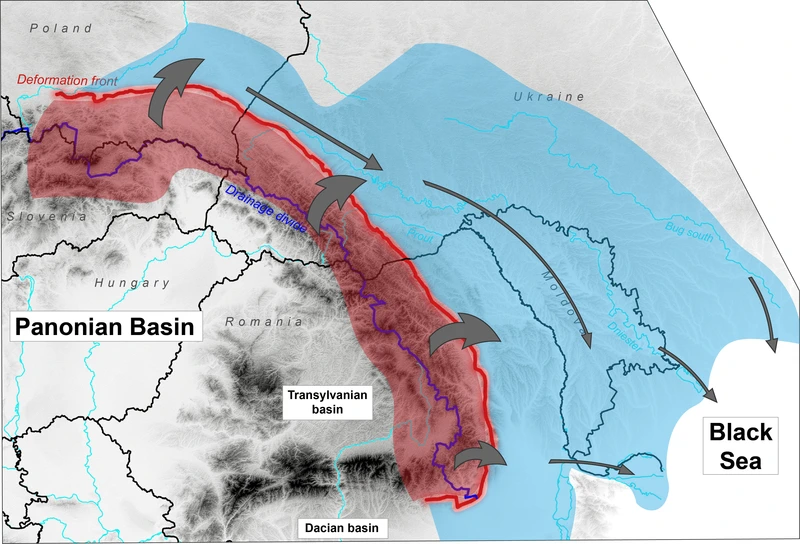 Poland
Deformation front
Ukraine
Drainage divide
Slovenia
Prout
Bug south
Hungary
Moldova
Panonian Basin
Romania
Dniester
Transylvanian
basin
Black
Sea
Dacian basin